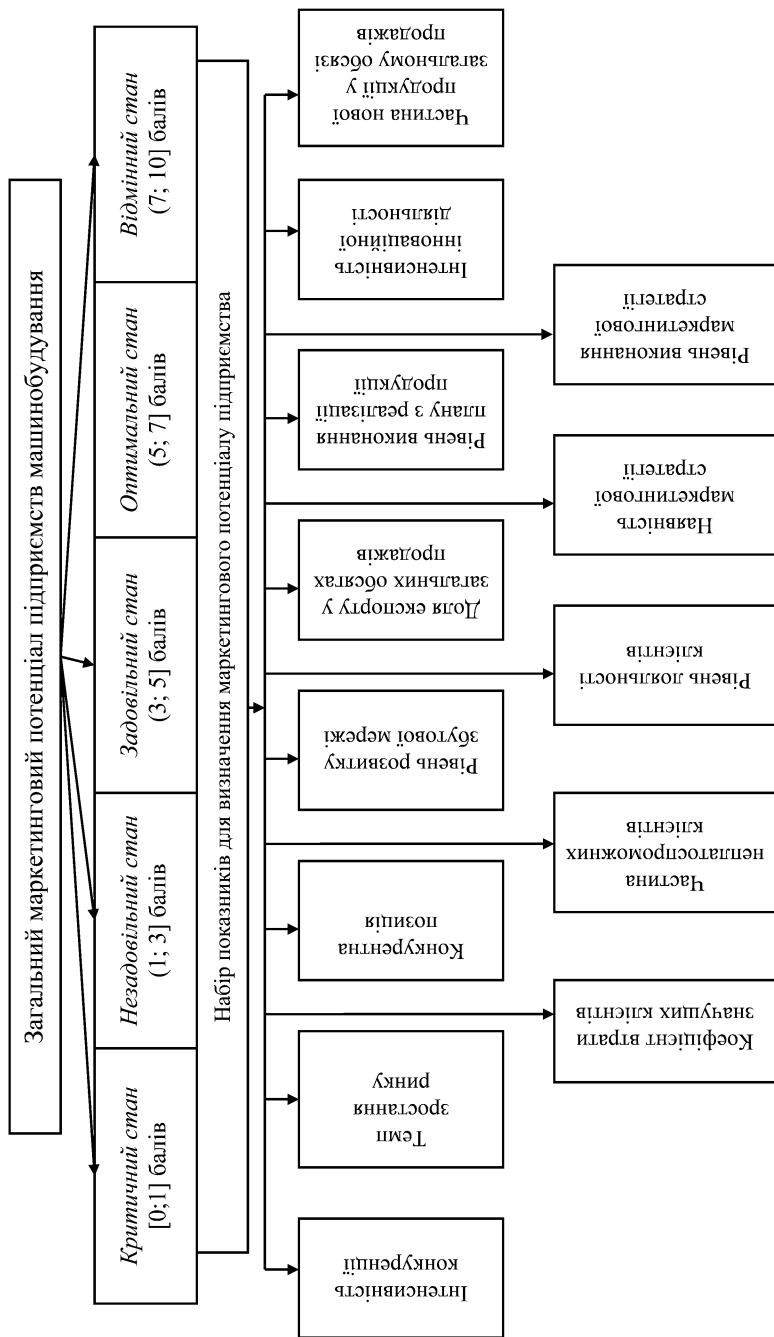 Загальний маркетинговий потенціал підприємств машинобудування
Критичний стан
[0;1] балів
Незадовільний стан
(1; 3] балів
Задовільний стан
(3; 5] балів
Оптимальний стан
(5; 7] балів
Відмінний стан
(7; 10] балів
Набір показників для визначення маркетингового потенціалу підприємства
Інтенсивність
конкуренції
Темп
зростання
ринку
Конкурентна
позиція
Рівень розвитку
збутової мережі
Доля експорту у
загальних обсягах
продажів
Рівень виконання
плану з реалізації
продукції
Інтенсивність
інноваційної
діяльності
Частина нової
продукції у
загальному обсязі
продажів
Коефіцієнт втрати
значущих клієнтів
Частина
неплатоспроможних
клієнтів
Рівень лояльності
клієнтів
Наявність
маркетингової
стратегії
Рівень виконання
маркетингової
стратегії